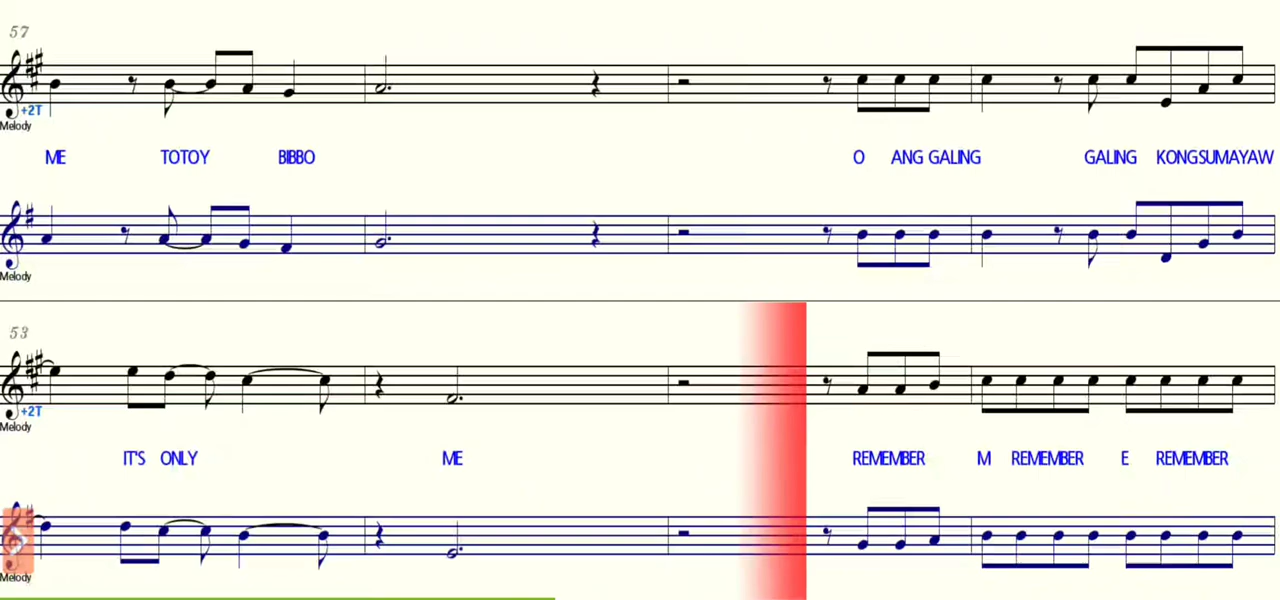 57
+2T
Melody
ME TOTOY BIBBO O ANG GALING GALING KONGSUMAYAW
Melody
53
+2T
Melody
IT'S ONLY ME REMEMBER M REMEMBER E REMEMBER
Melody